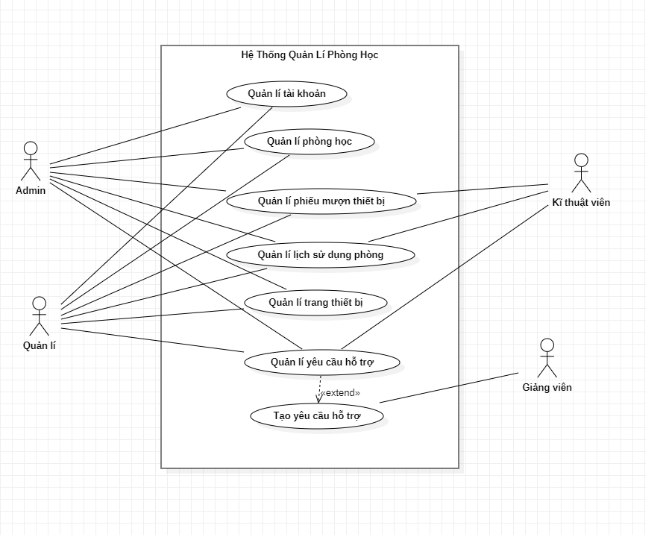 Hệ Thống Quản Lí Phòng Học
Quản lí tài khoản
Quản lí phòng học
Admin
Quản lí phiếu mượn thiết bị
Kĩ thuật viên
Quản lí lịch sử dụng phòng
Quản lí trang thiết bị
Quản lí
Quản lí yêu cầu hỗ trợ
Giảng viên
«extend»
Tạo yêu cầu hỗ trợ